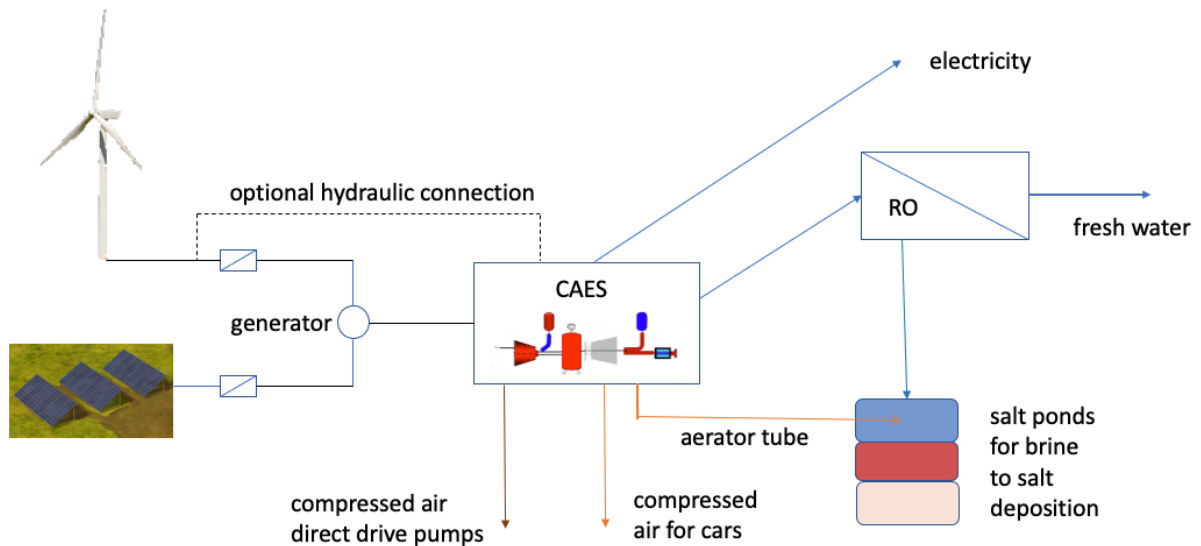 electricity
optional hydraulic connection
RO
fresh water
CAES
generator
aerator tube
salt ponds
for brine
to salt
deposition
compressed air
direct drive pumps
compressed
air for cars